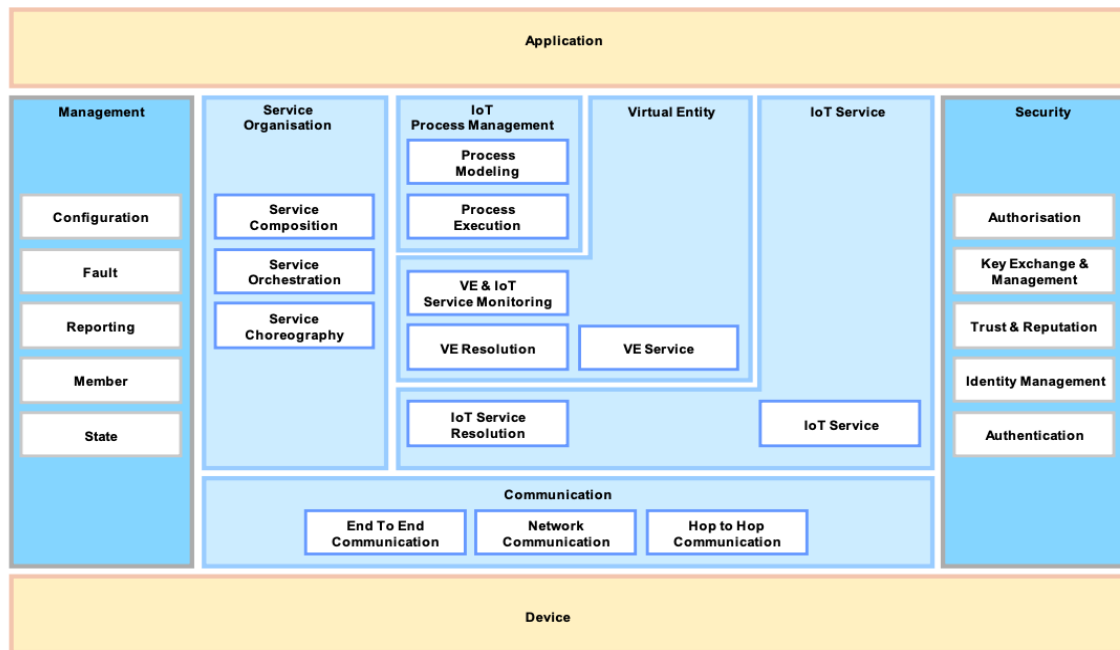 Application
Management
Configuration
Fault
Reporting
Member
State
Service
Organisation
Service
Composition
Service
Orchestration
Service
Choreography
IoT
Process Management
Process
Modeling
Process
Execution
Virtual Entity
VE & IoT
Service Monitoring
VE Resolution
VE Service
IoT Service
IoT Service
Resolution
IoT Service
Security
Authorisation
Key Exchange &
Management
Trust & Reputation
Identity Management
Authentication
Communication
End To End
Communication
Network
Communication
Hop to Hop
Communication
Device